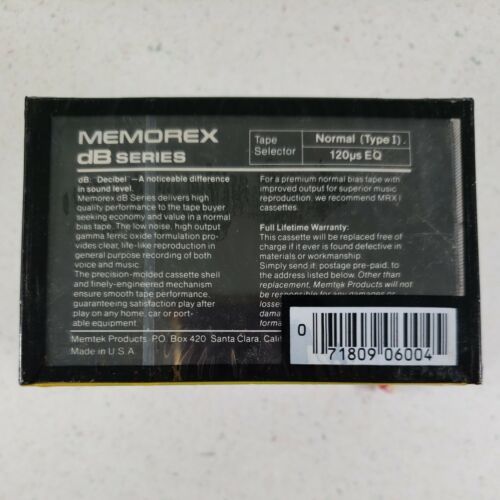 MEMOREX
dB SERIES
Tape
Selector
Normal (Type I).
120µs EQ
dB. Decibel — A noticeable difference
in sound level.
Memorex dB Series delivers high
quality performance to the tape buyer
seeking economy and value in a normal
bias tape. The low noise, high output
gamma ferric oxide formulation pro-
vides clear, life-like reproduction in
general purpose recording of both
voice and music.
The precision-molded cassette shell
and finely-engineered mechanism
ensure smooth tape performance,
guaranteeing satisfaction play after
play on any home, car or port-
able equipment.
For a premium normal bias tape with
improved output for superior music
reproduction, we recommend MRX I
cassettes.
Full Lifetime Warranty:
This cassette will be replaced free of
charge if it ever is found defective in
materials or workmanship.
Simply send it: postage pre-paid, to
the address listed below. Other than
replacement, Memtek Products will not
be responsible for any damages or
Memtek Products P.O. Box 420 Santa Clara,
Made in U.S.A.
0 71809 06004